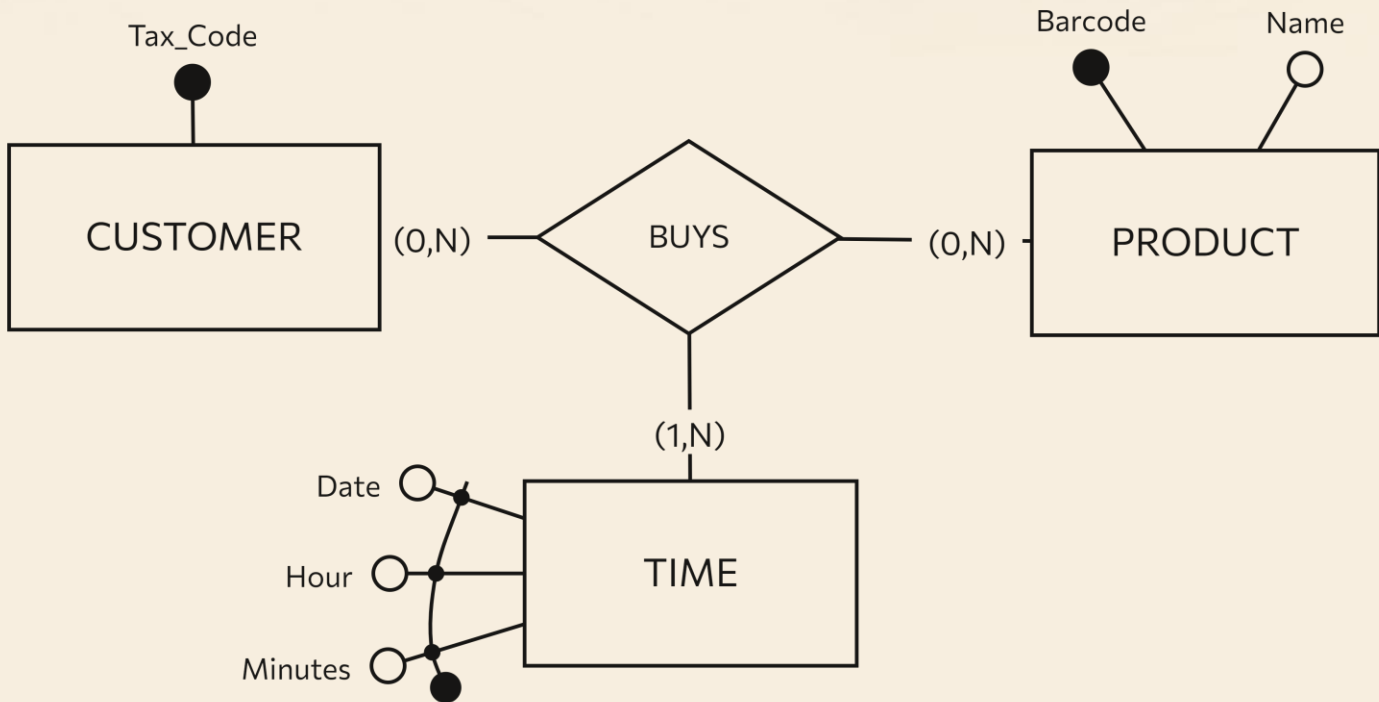 Tax_Code
Barcode
Name
CUSTOMER
(0,N)
BUYS
(0,N)
PRODUCT
(1,N)
Date
Hour
TIME
Minutes